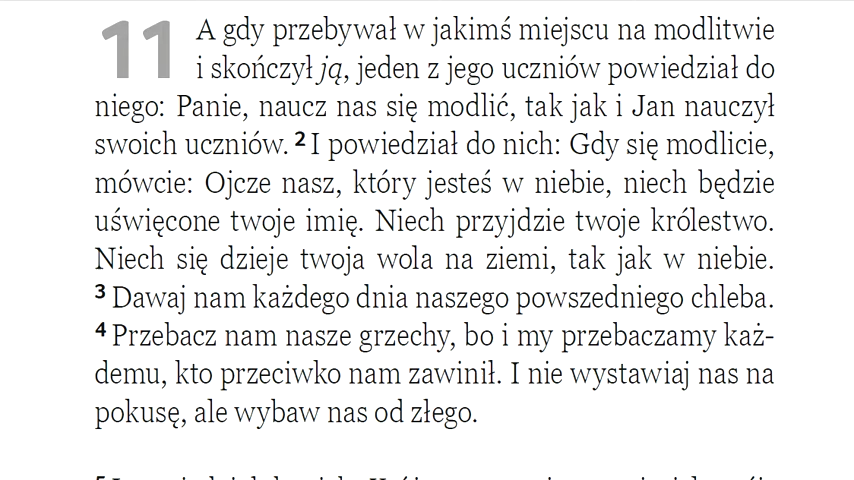 11 A gdy przebywał w jakimś miejscu na modlitwie
i skończył ją, jeden z jego uczniów powiedział do
niego: Panie, naucz nas się modlić, tak jak i Jan nauczył
swoich uczniów. 2 I powiedział do nich: Gdy się modlicie,
mówcie: Ojcze nasz, który jesteś w niebie, niech będzie
uświęcone twoje imię. Niech przyjdzie twoje królestwo.
Niech się dzieje twoja wola na ziemi, tak jak w niebie.
3 Dawaj nam każdego dnia naszego powszedniego chleba.
4 Przebacz nam nasze grzechy, bo i my przebaczamy każ-
demu, kto przeciwko nam zawinił. I nie wystawiaj nas na
pokusę, ale wybaw nas od złego.